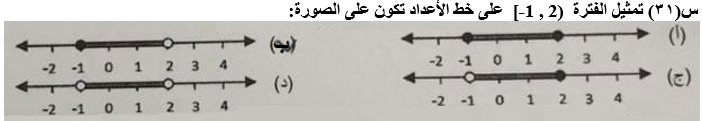 س(٣١) تمثيل الفترة [-1 , 2) على خط الأعداد تكون على الصورة:
(أ) -2 -1 0 1 2 3 4
(ب) -2 -1 0 1 2 3 4
(ج) -2 -1 0 1 2 3 4
(د) -2 -1 0 1 2 3 4